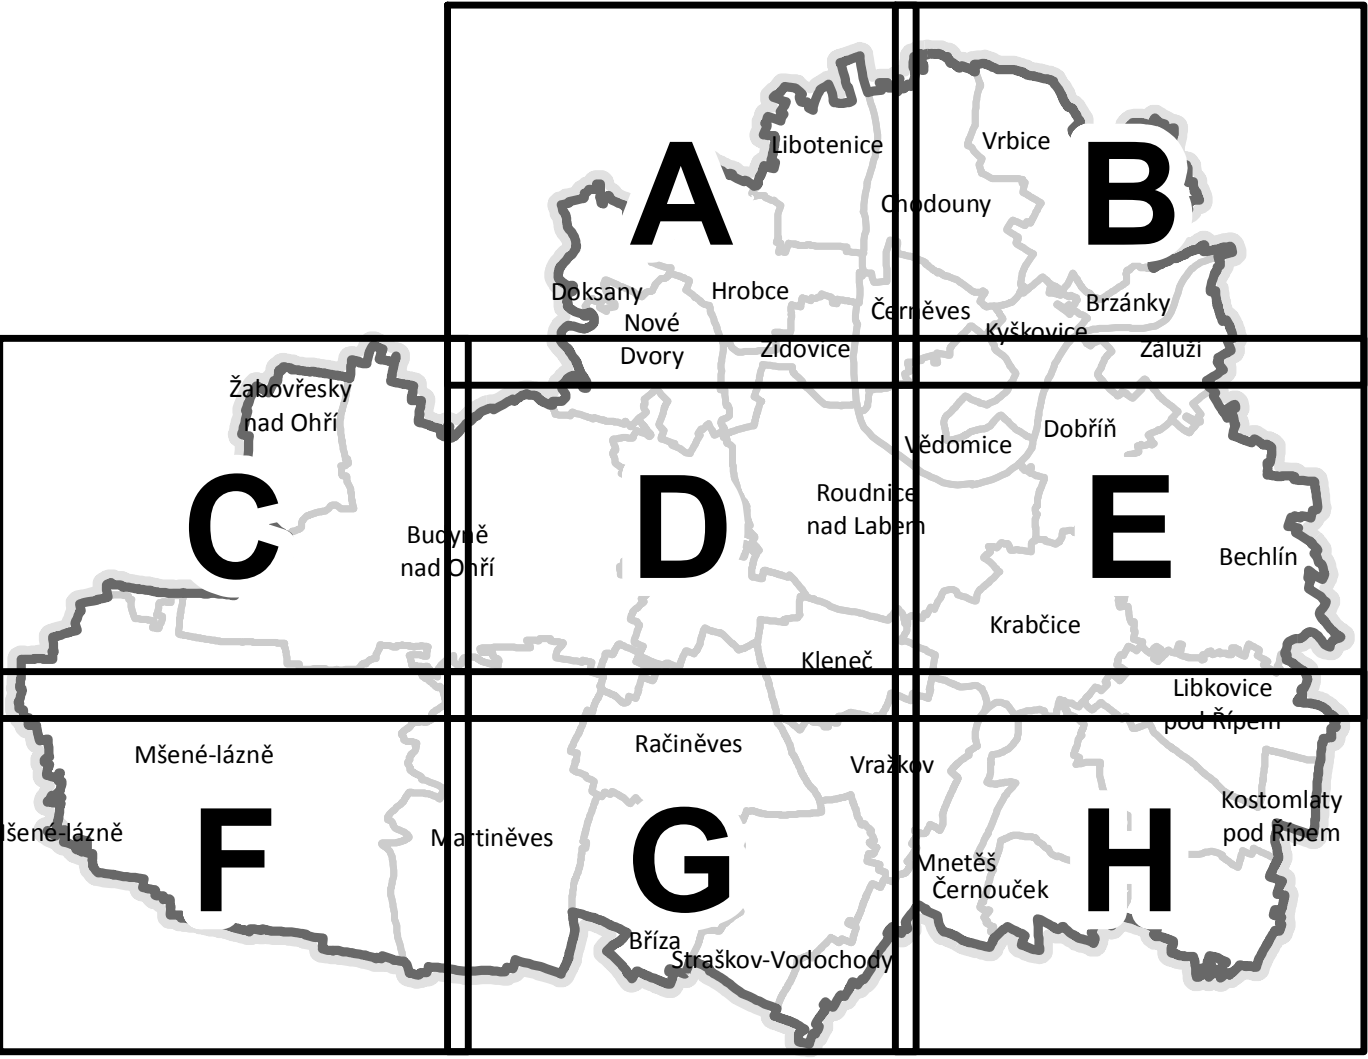 Libotenice
Vrbice
A
B
Chodouny
Doksany
Hrobce
Brzánky
Nové
Dvory
Černěves
Kyškovice
Židovice
Záluží
Žabovřesky
nad Ohří
Vědomice
Dobříň
C
D
E
Roudnice
nad Labem
Budyně
nad Ohří
Bechlín
Krabčice
Kleneč
Libkovice
pod Řípem
Mšené-lázně
Račiněves
Vražkov
Kostomlaty
pod Řípem
lšené-lázně
Martiněves
F
G
H
Mnetěš
Černouček
Bříza
Straškov-Vodochody